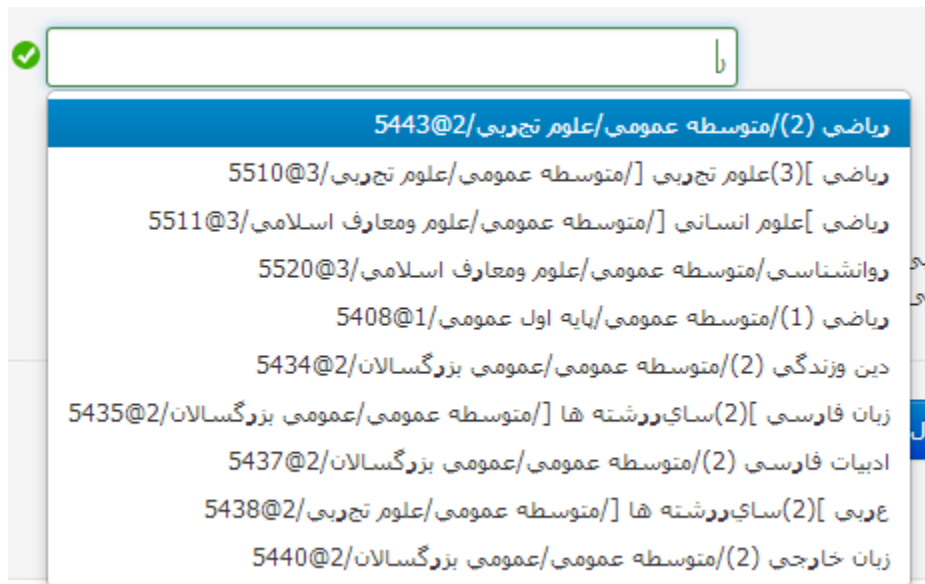 ر
ریاضی (2)/متوسطه عمومی/علوم تجربی/2@5443
ریاضی ](3)علوم تجربی [/متوسطه عمومی/علوم تجربی/3@5510
ریاضی ]علوم انسانی [/متوسطه عمومی/علوم ومعارف اسلامی/3@5511
روانشناسی/متوسطه عمومی/علوم ومعارف اسلامی/3@5520
ریاضی (1)/متوسطه عمومی/پایه اول عمومی/1@5408
دین وزندگی (2)/متوسطه عمومی/عمومی بزرگسالان/2@5434
زبان فارسی ](2)سایررشته ها [/متوسطه عمومی/عمومی بزرگسالان/2@5435
ادبیات فارسی (2)/متوسطه عمومی/عمومی بزرگسالان/2@5437
عربی ](2)سایررشته ها [/متوسطه عمومی/علوم تجربی/2@5438
زبان خارجی (2)/متوسطه عمومی/عمومی بزرگسالان/2@5440